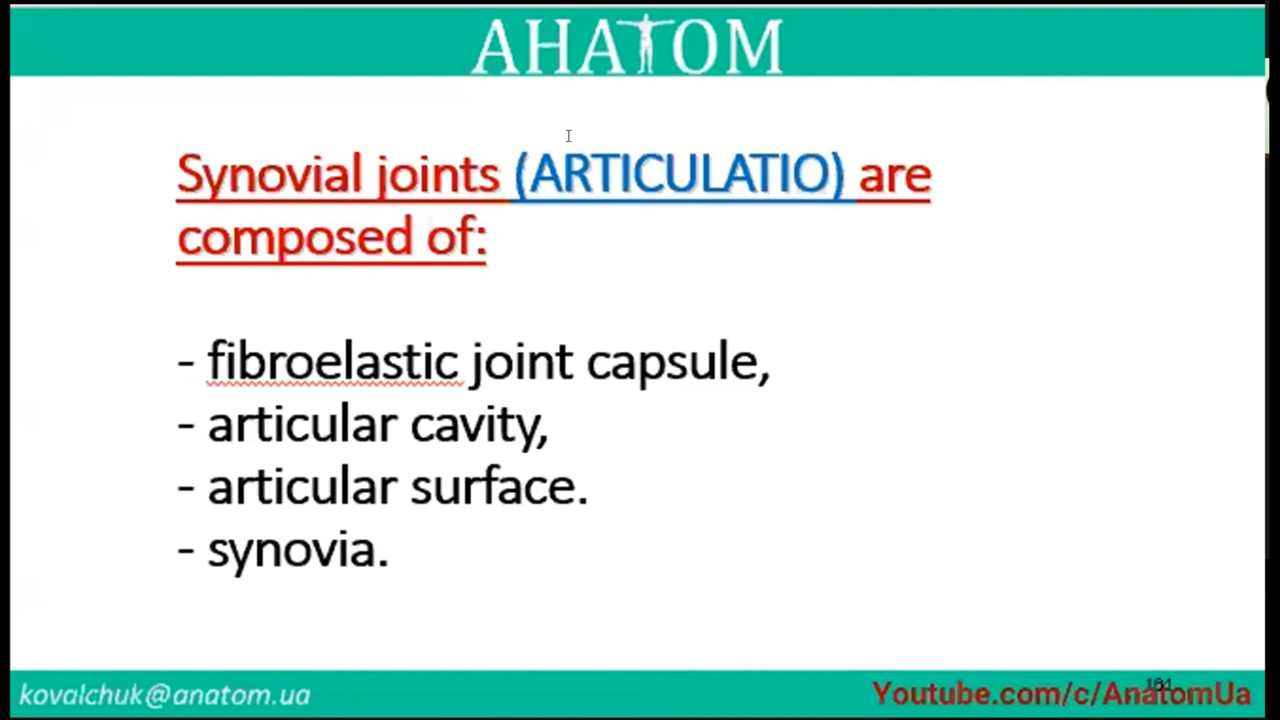 АНАТОМ
Synovial joints (ARTICULATIO) are
composed of:
- fibroelastic joint capsule,
- articular cavity,
- articular surface.
- synovia.
kovalchuk@anatom.ua
Youtube.com/c/AnatomUa